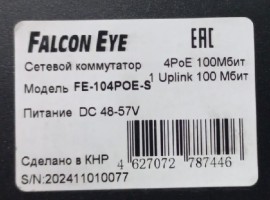 FALCON EYE
EAC
Сетевой коммутатор 4PoE 100Мбит
Модель FE-104POE-S 1 Uplink 100 Мбит
Питание DC 48-57V
Сделано в КНР
4 627072 787446
S/N:202411010077